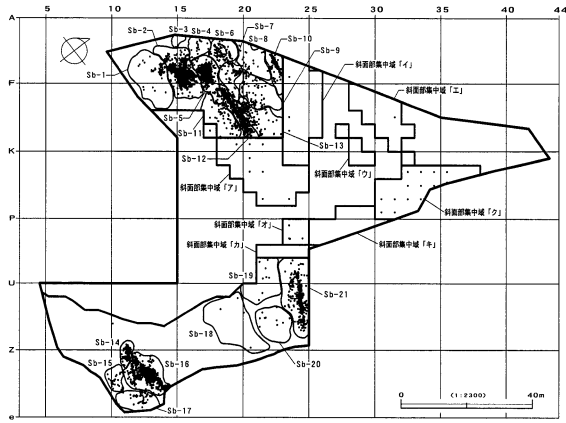 5 10 15 20 25 30 35 40 44
A
F
K
P
U
Z
e
Sb-1
Sb-2
Sb-3
Sb-4
Sb-6
Sb-7
Sb-8
Sb-10
Sb-9
斜面部集中域「イ」
斜面部集中域「エ」
Sb-5
Sb-11
Sb-12
Sb-13
斜面部集中域「ア」
斜面部集中域「ウ」
斜面部集中域「ク」
斜面部集中域「オ」
斜面部集中域「カ」
斜面部集中域「キ」
Sb-19
Sb-21
Sb-18
Sb-20
Sb-14
Sb-15
Sb-16
Sb-17
0 (1:2300) 40m